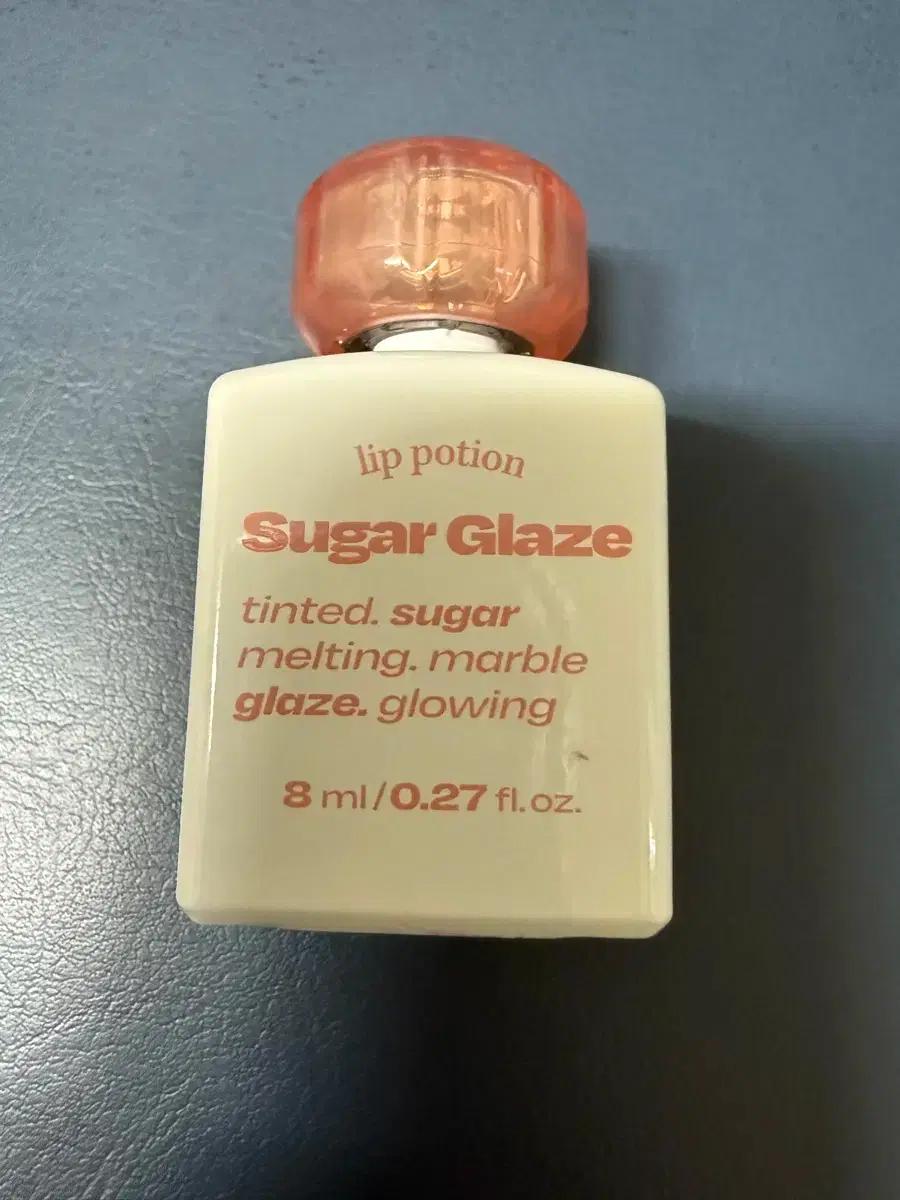 lip potion
Sugar Glaze
tinted. sugar
melting. marble
glaze. glowing
8 ml/0.27 fl.oz.